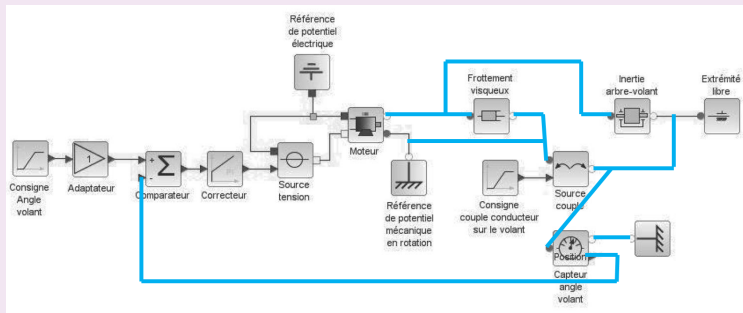 Référence
de potentiel
électrique
Frottement
visqueux
Inertie
arbre-volant
Extrémité
libre
Moteur
1
+
-
Σ
PI
Consigne
Angle
volant
Adaptateur
Comparateur
Correcteur
Source
tension
Référence
de potentiel
mécanique
en rotation
Consigne
couple conducteur
sur le volant
Source
couple
Position
Capteur
angle
volant